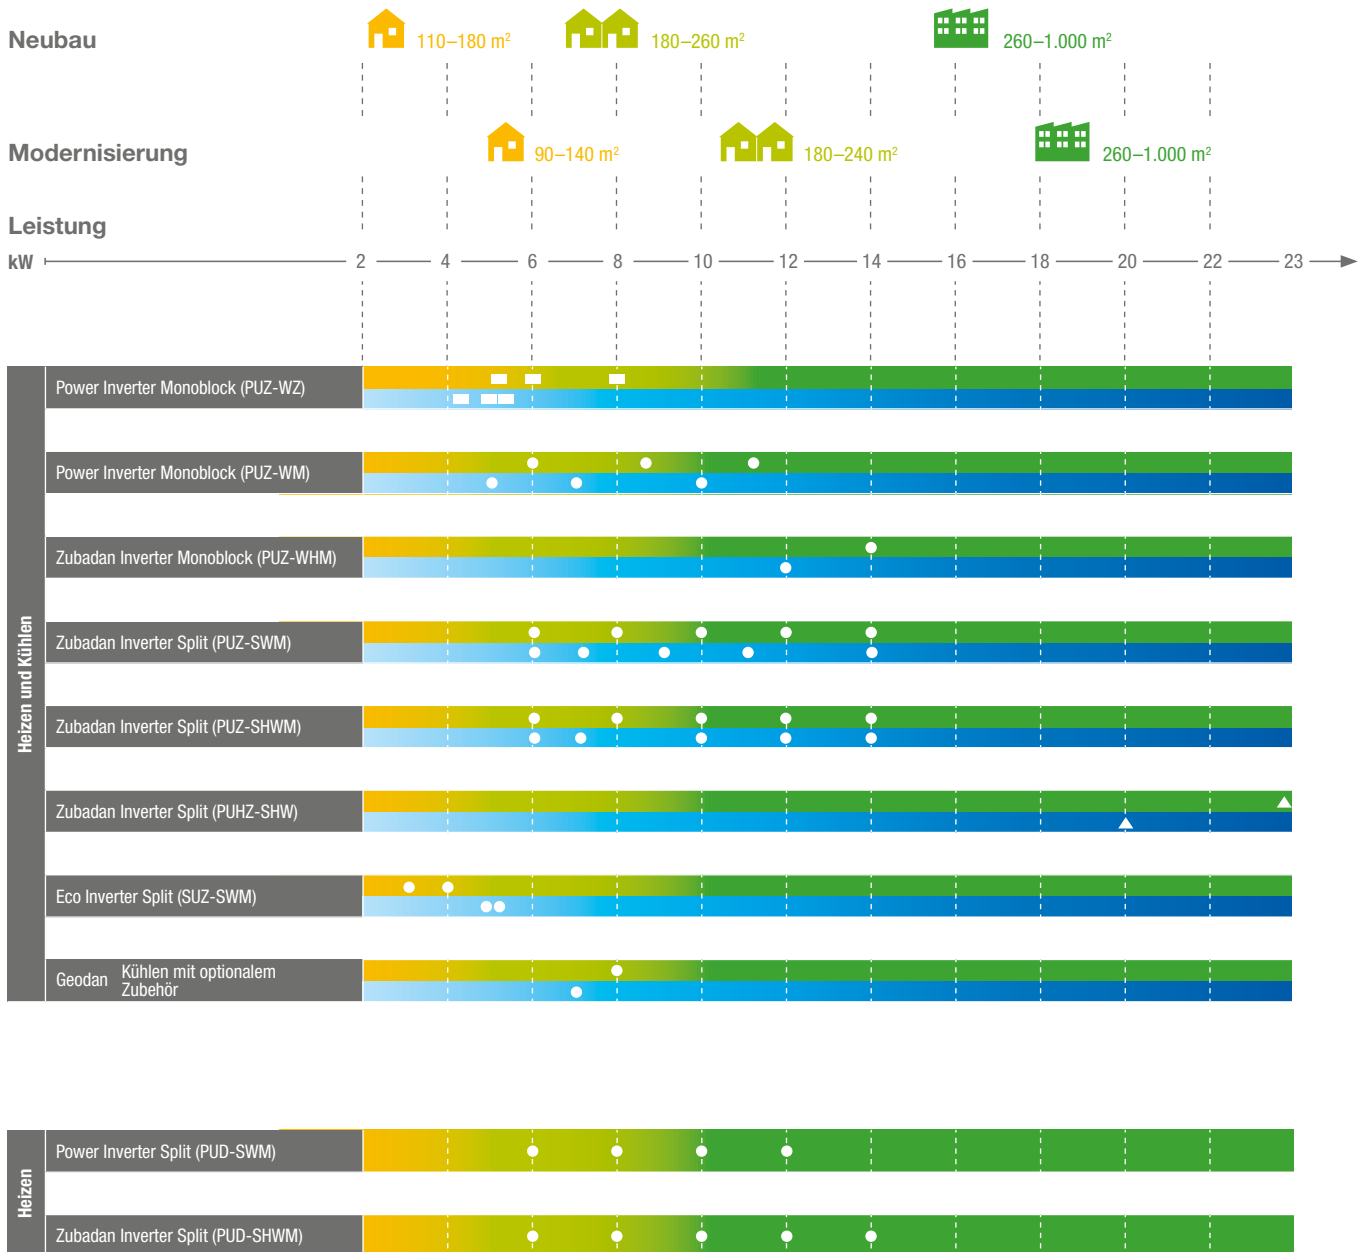 Neubau
110–180 m²
180–260 m²
260–1.000 m²
Modernisierung
90–140 m²
180–240 m²
260–1.000 m²
Leistung
kW 2 4 6 8 10 12 14 16 18 20 22 23
Heizen und Kühlen
Power Inverter Monoblock (PUZ-WZ)
Power Inverter Monoblock (PUZ-WM)
Zubadan Inverter Monoblock (PUZ-WHM)
Zubadan Inverter Split (PUZ-SWM)
Zubadan Inverter Split (PUZ-SHWM)
Zubadan Inverter Split (PUHZ-SHW)
Eco Inverter Split (SUZ-SWM)
Geodan Kühlen mit optionalem
Zubehör
Heizen
Power Inverter Split (PUD-SWM)
Zubadan Inverter Split (PUD-SHWM)